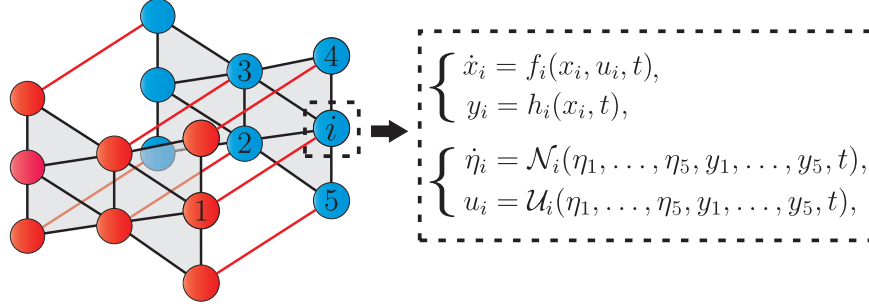 4
3
i
2
1
5
ẋ_i = f_i(x_i, u_i, t),
y_i = h_i(x_i, t),
η̇_i = 𝒩_i(η_1, …, η_5, y_1, …, y_5, t),
u_i = 𝒰_i(η_1, …, η_5, y_1, …, y_5, t),